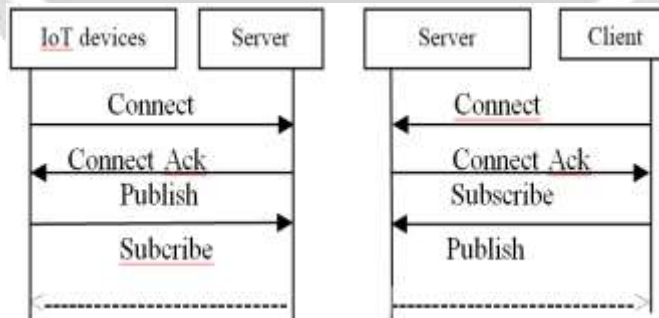 IoT devices
Server
Connect
Connect Ack
Publish
Subcribe
Server
Client
Connect
Connect Ack
Subscribe
Publish